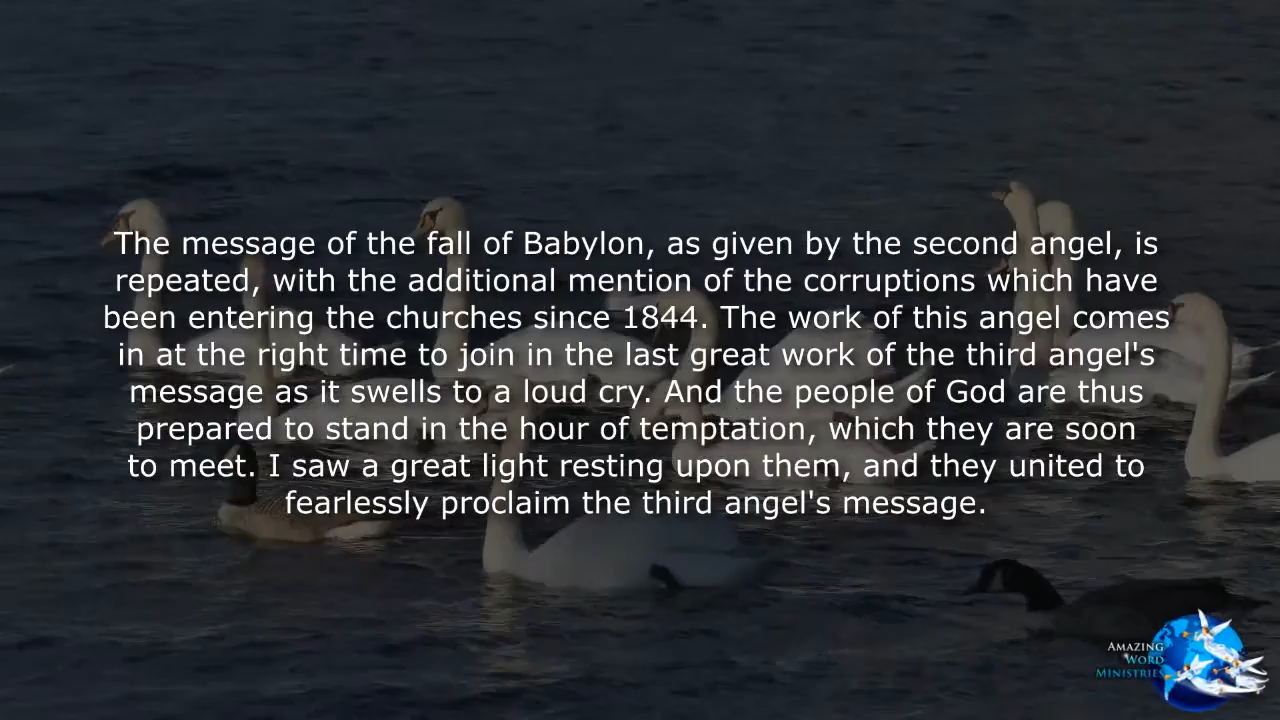 The message of the fall of Babylon, as given by the second angel, is
repeated, with the additional mention of the corruptions which have
been entering the churches since 1844. The work of this angel comes
in at the right time to join in the last great work of the third angel's
message as it swells to a loud cry. And the people of God are thus
prepared to stand in the hour of temptation, which they are soon
to meet. I saw a great light resting upon them, and they united to
fearlessly proclaim the third angel's message.
AMAZING
WORD
MINISTRIES